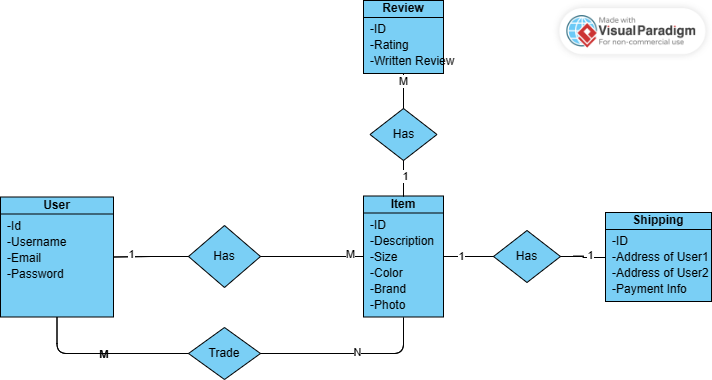 Review
-ID
-Rating
-Written Review
Made with
Visual Paradigm
For non-commercial use
M
Has
1
User
-Id
-Username
-Email
-Password
1
Has
M
Item
-ID
-Description
-Size
-Color
-Brand
-Photo
1
Has
1
Shipping
-ID
-Address of User1
-Address of User2
-Payment Info
M
Trade
N